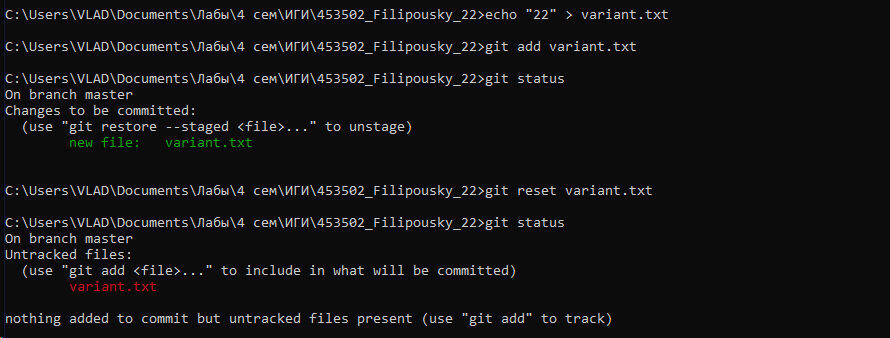 C:\Users\VLAD\Documents\Лабы\4 сем\ИГИ\453502_Filipousky_22>echo "22" > variant.txt
C:\Users\VLAD\Documents\Лабы\4 сем\ИГИ\453502_Filipousky_22>git add variant.txt
C:\Users\VLAD\Documents\Лабы\4 сем\ИГИ\453502_Filipousky_22>git status
On branch master
Changes to be committed:
(use "git restore --staged <file>..." to unstage)
new file:   variant.txt
C:\Users\VLAD\Documents\Лабы\4 сем\ИГИ\453502_Filipousky_22>git reset variant.txt
C:\Users\VLAD\Documents\Лабы\4 сем\ИГИ\453502_Filipousky_22>git status
On branch master
Untracked files:
(use "git add <file>..." to include in what will be committed)
variant.txt
nothing added to commit but untracked files present (use "git add" to track)